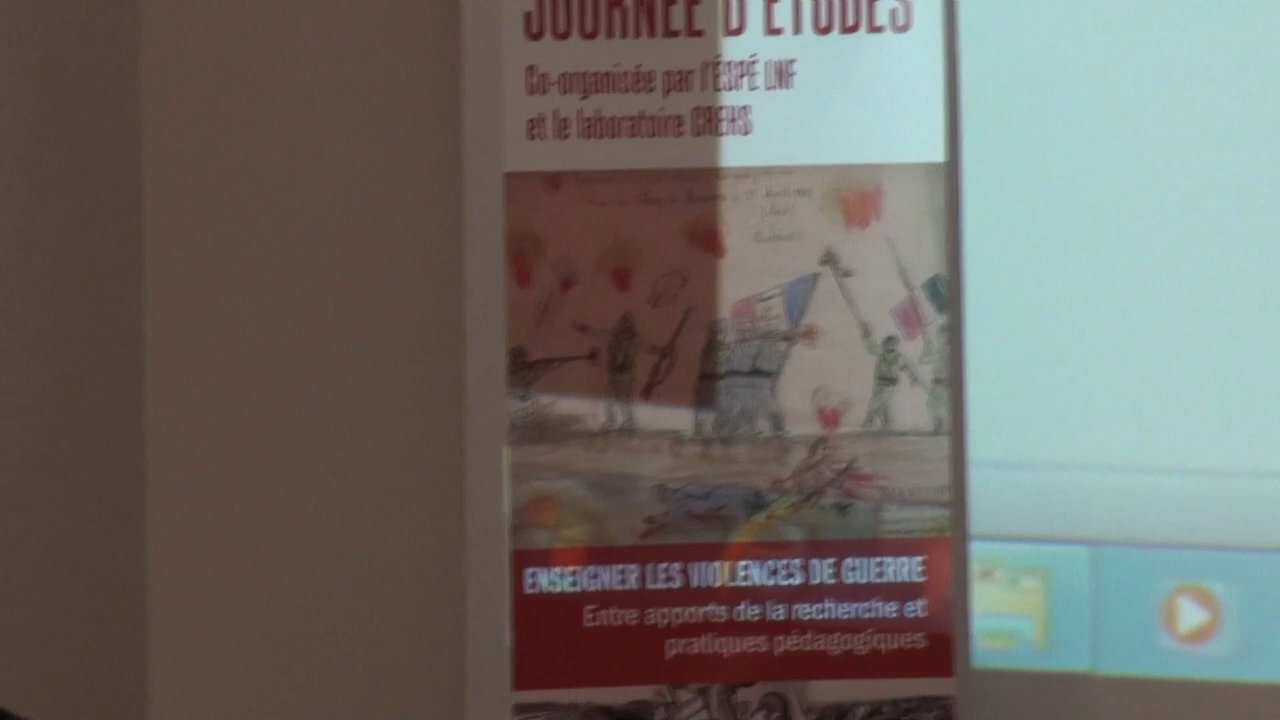 JOURNÉE D'ÉTUDES
Co-organisée par l'ÉSPÉ LNF
et le laboratoire CREHS
ENSEIGNER LES VIOLENCES DE GUERRE
Entre apports de la recherche et
pratiques pédagogiques